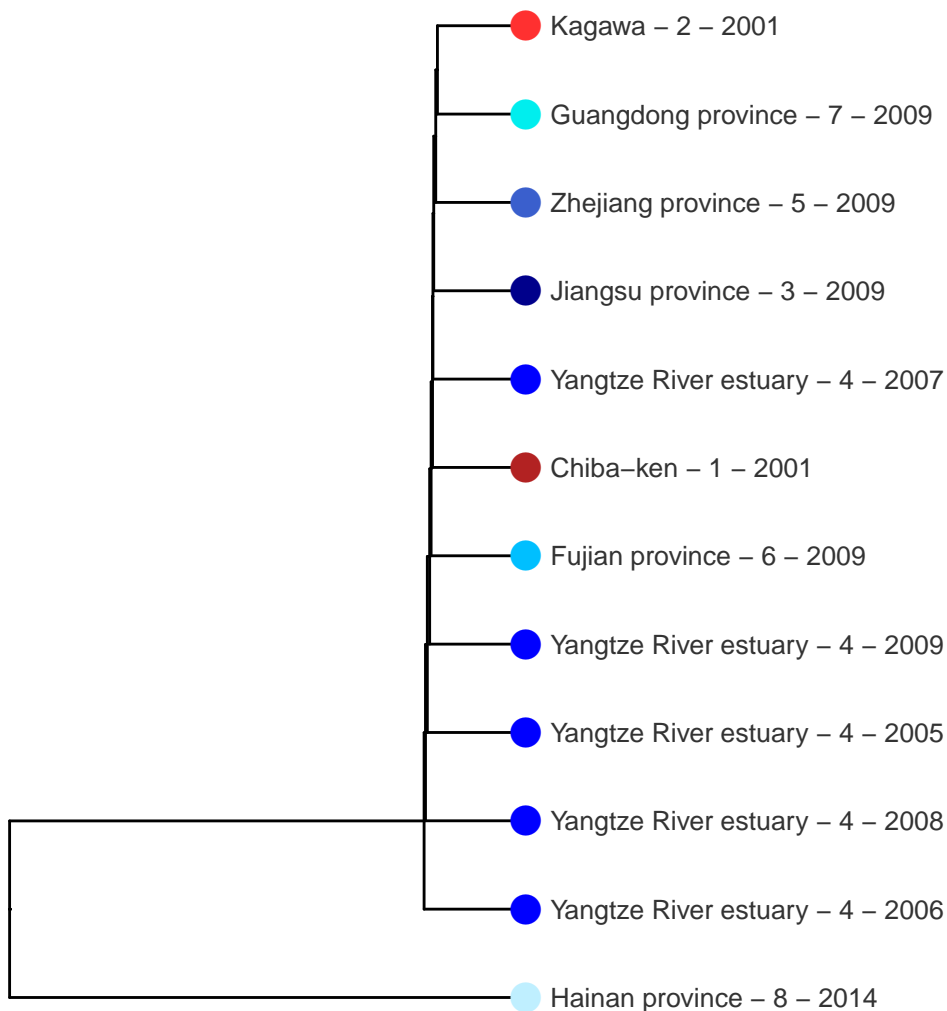 Kagawa – 2 – 2001
Guangdong province – 7 – 2009
Zhejiang province – 5 – 2009
Jiangsu province – 3 – 2009
Yangtze River estuary – 4 – 2007
Chiba–ken – 1 – 2001
Fujian province – 6 – 2009
Yangtze River estuary – 4 – 2009
Yangtze River estuary – 4 – 2005
Yangtze River estuary – 4 – 2008
Yangtze River estuary – 4 – 2006
Hainan province – 8 – 2014